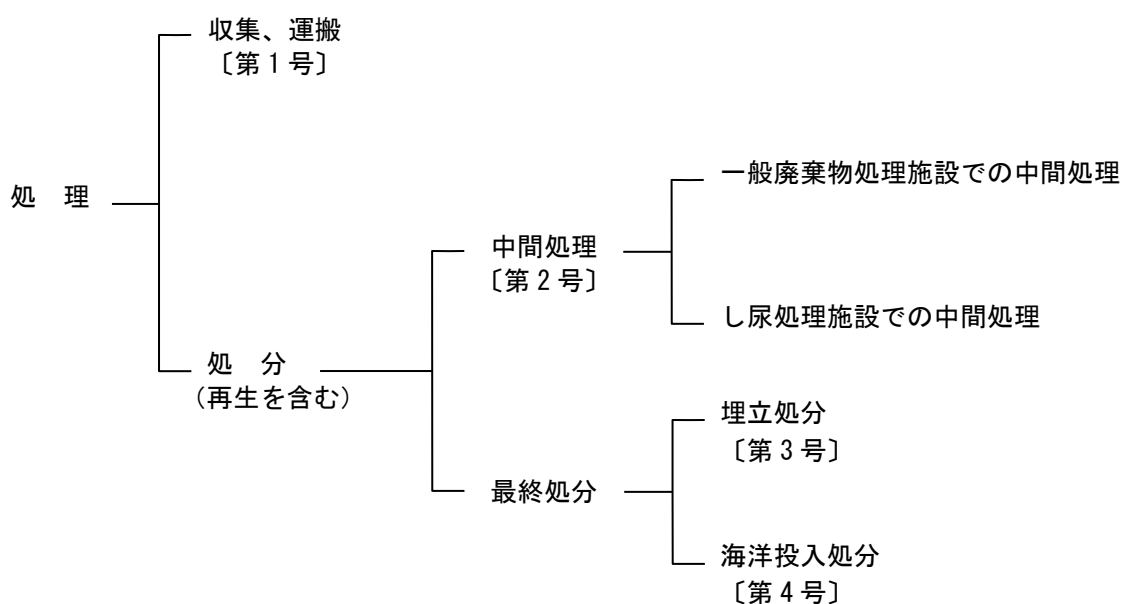 収集、運搬
〔第1号〕
処　理
処　分
(再生を含む)
中間処理
〔第2号〕
一般廃棄物処理施設での中間処理
し尿処理施設での中間処理
最終処分
埋立処分
〔第3号〕
海洋投入処分
〔第4号〕